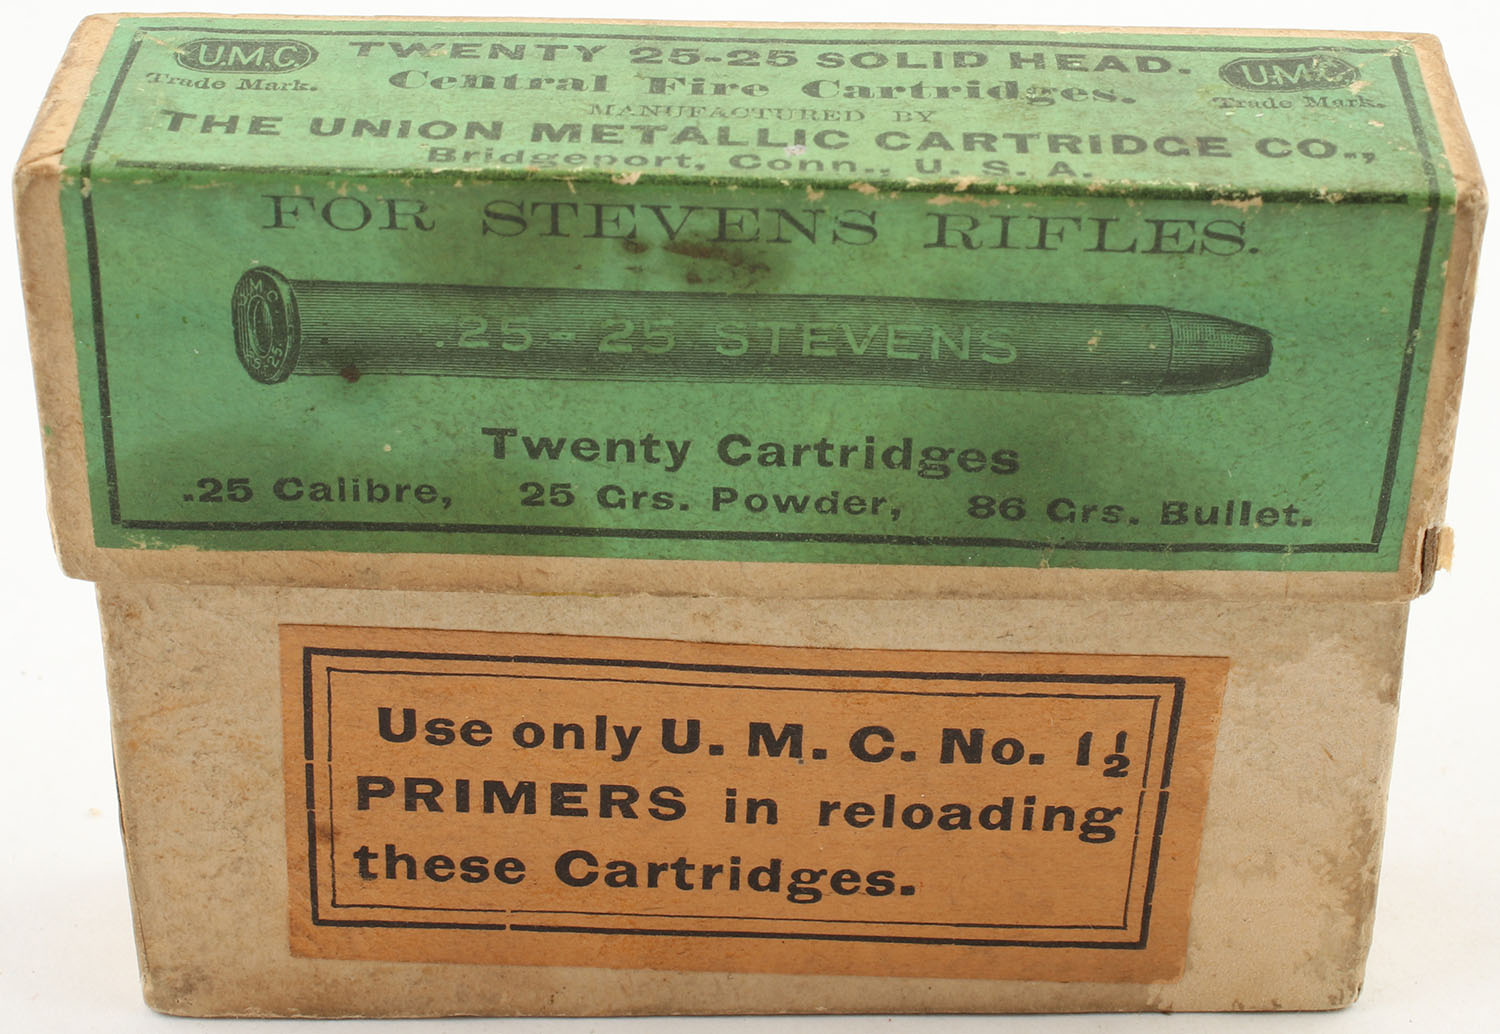 U.M.C.
Trade Mark.
TWENTY 25-25 SOLID HEAD.
Central Fire Cartridges.
U.M.C.
Trade Mark.
MANUFACTURED BY
THE UNION METALLIC CARTRIDGE CO.,
Bridgeport, Conn., U. S. A.
FOR STEVENS RIFLES.
U.M.C.
.25-25 STEVENS
Twenty Cartridges
.25 Calibre, 25 Grs. Powder, 86 Grs. Bullet.
Use only U. M. C. No. 1½
PRIMERS in reloading
these Cartridges.